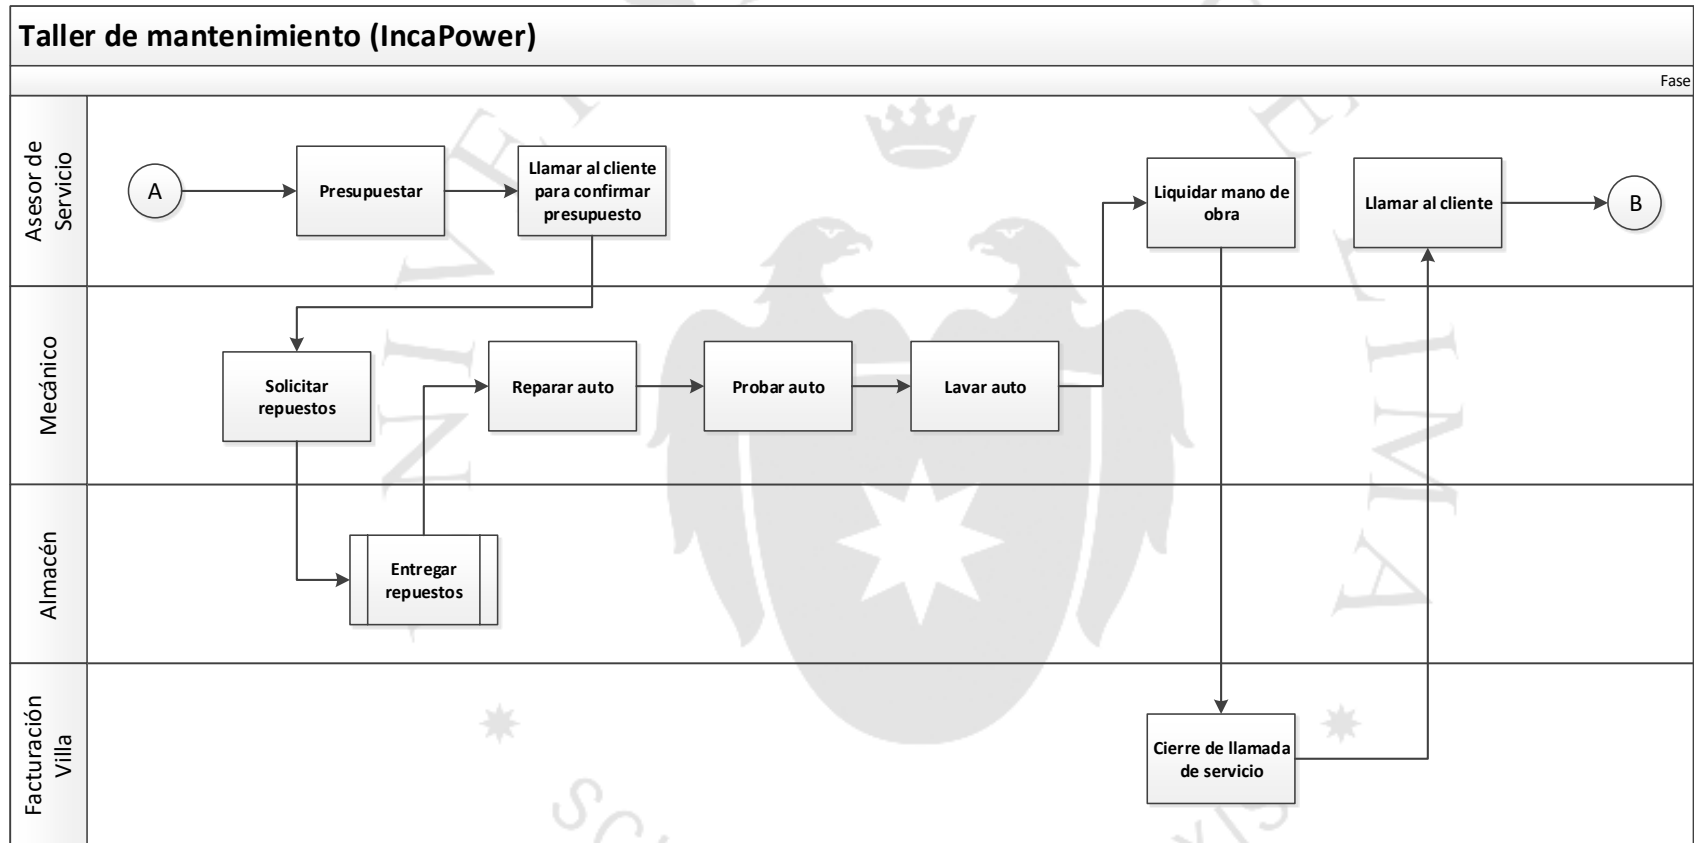 Taller de mantenimiento (IncaPower)
Fase
Asesor de
Servicio
A
Presupuestar
Llamar al cliente
para confirmar
presupuesto
Liquidar mano de
obra
Llamar al cliente
B
Mecánico
Solicitar
repuestos
Reparar auto
Probar auto
Lavar auto
Almacén
Entregar
repuestos
Facturación
Villa
Cierre de llamada
de servicio